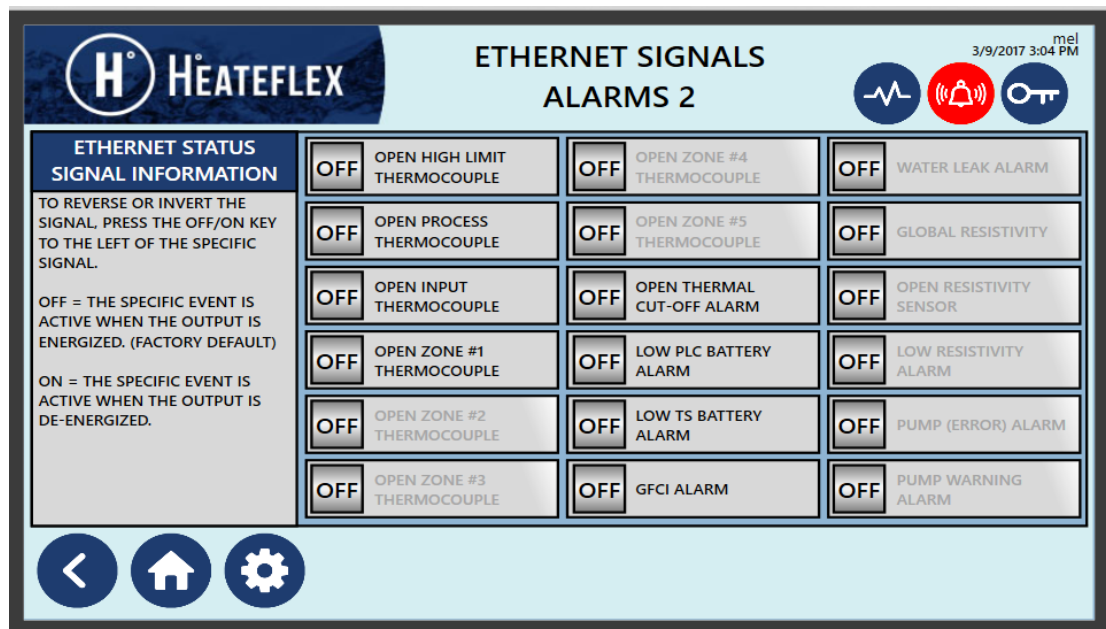 H° HEATEFLEX
ETHERNET SIGNALS
ALARMS 2
mel
3/9/2017 3:04 PM
ETHERNET STATUS
SIGNAL INFORMATION
TO REVERSE OR INVERT THE
SIGNAL, PRESS THE OFF/ON KEY
TO THE LEFT OF THE SPECIFIC
SIGNAL.
OFF = THE SPECIFIC EVENT IS
ACTIVE WHEN THE OUTPUT IS
ENERGIZED. (FACTORY DEFAULT)
ON = THE SPECIFIC EVENT IS
ACTIVE WHEN THE OUTPUT IS
DE-ENERGIZED.
OFF
OPEN HIGH LIMIT
THERMOCOUPLE
OFF
OPEN PROCESS
THERMOCOUPLE
OFF
OPEN INPUT
THERMOCOUPLE
OFF
OPEN ZONE #1
THERMOCOUPLE
OFF
OPEN ZONE #2
THERMOCOUPLE
OFF
OPEN ZONE #3
THERMOCOUPLE
OFF
OPEN ZONE #4
THERMOCOUPLE
OFF
OPEN ZONE #5
THERMOCOUPLE
OFF
OPEN THERMAL
CUT-OFF ALARM
OFF
LOW PLC BATTERY
ALARM
OFF
LOW TS BATTERY
ALARM
OFF
GFCI ALARM
OFF
WATER LEAK ALARM
OFF
GLOBAL RESISTIVITY
OFF
OPEN RESISTIVITY
SENSOR
OFF
LOW RESISTIVITY
ALARM
OFF
PUMP (ERROR) ALARM
OFF
PUMP WARNING
ALARM